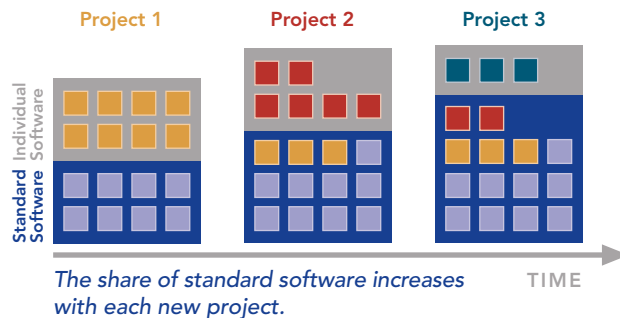 Project 1
Project 2
Project 3
Individual
Software
Standard
Software
TIME
The share of standard software increases
with each new project.